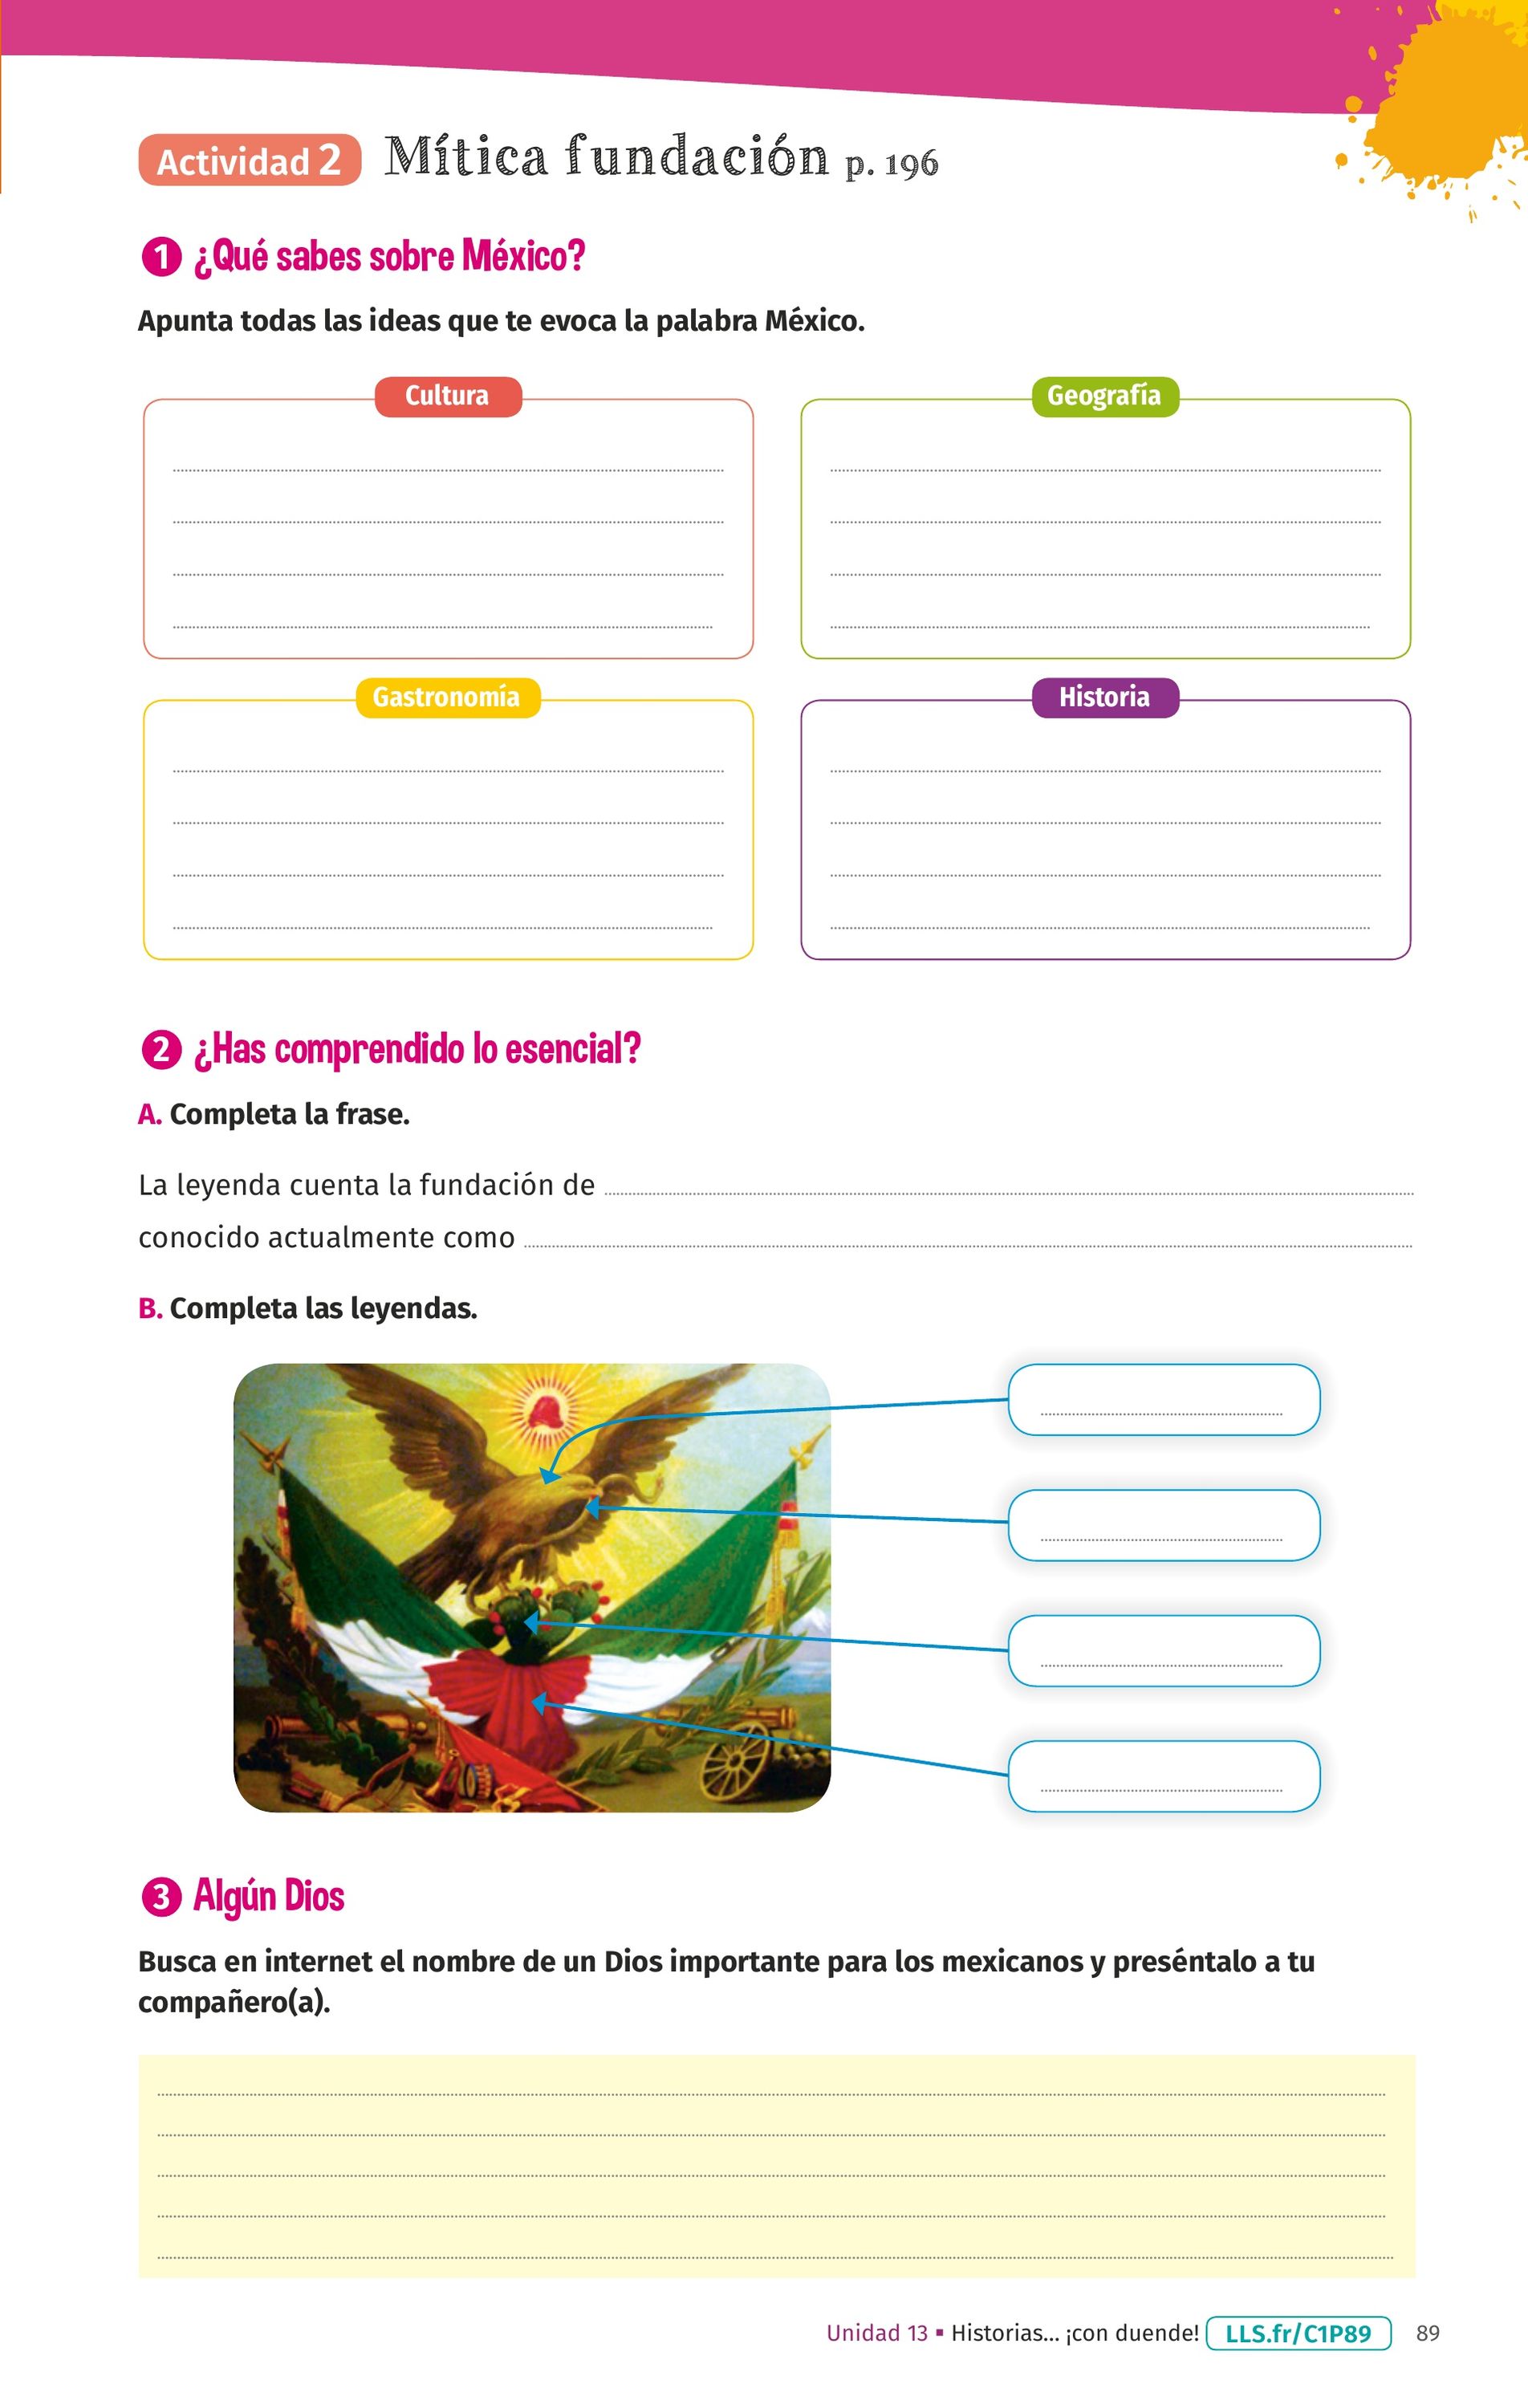 Actividad 2 Mítica fundación p. 196
1 ¿Qué sabes sobre México?
Apunta todas las ideas que te evoca la palabra México.
Cultura
Geografía
Gastronomía
Historia
2 ¿Has comprendido lo esencial?
A. Completa la frase.
La leyenda cuenta la fundación de
conocido actualmente como
B. Completa las leyendas.
3 Algún Dios
Busca en internet el nombre de un Dios importante para los mexicanos y preséntalo a tu
compañero(a).
Unidad 13 ▪ Historias... ¡con duende! LLS.fr/C1P89 89